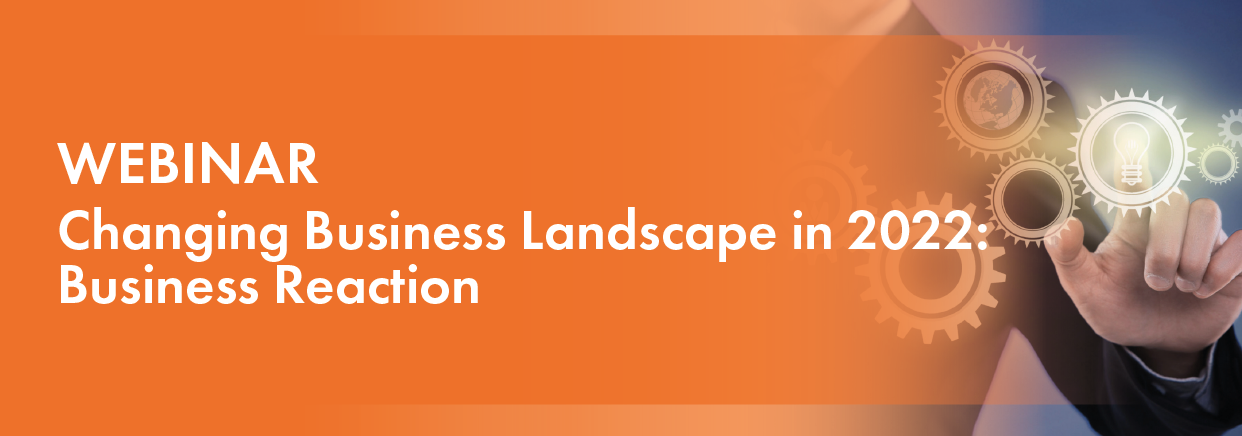 WEBINAR
Changing Business Landscape in 2022:
Business Reaction